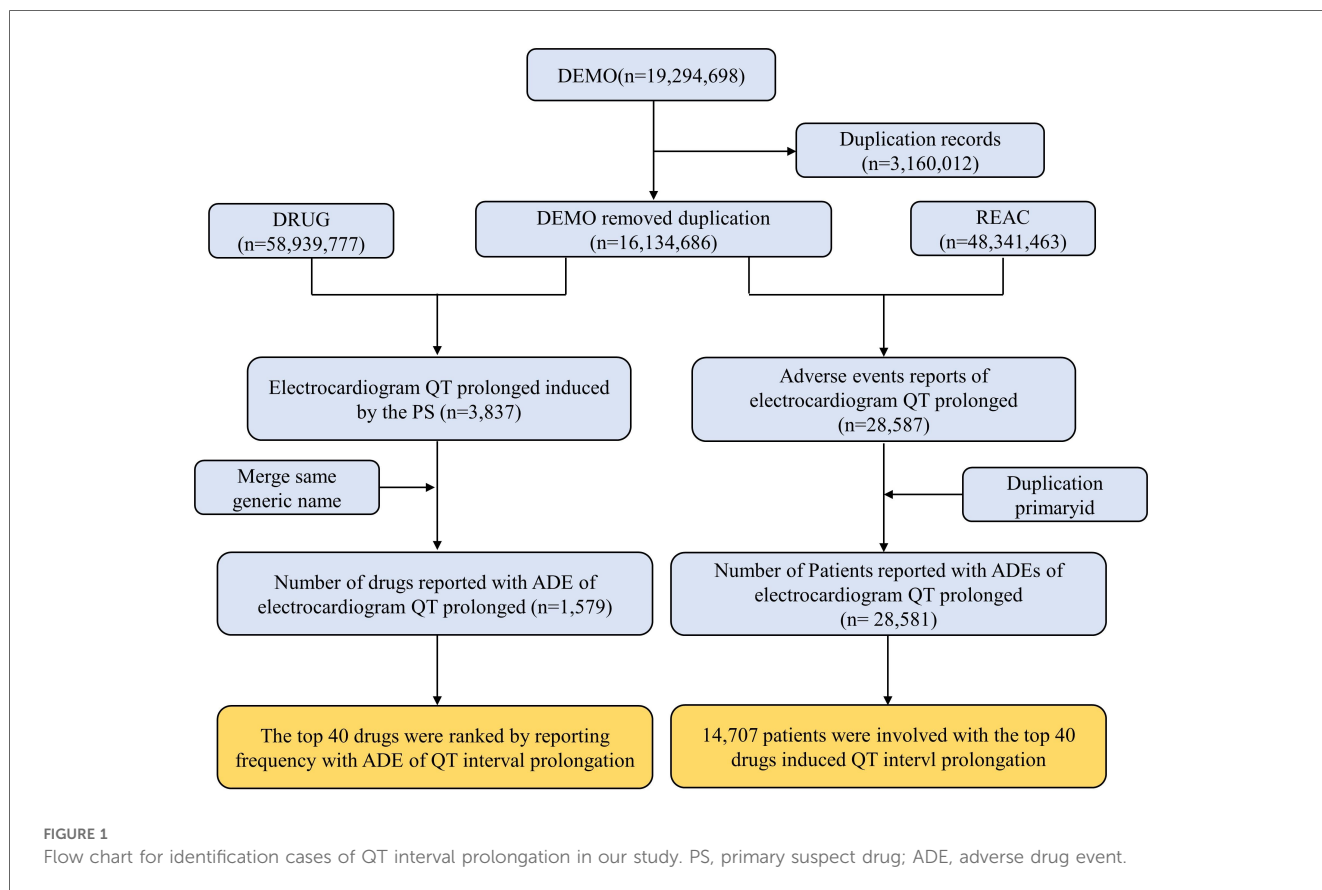 DEMO(n=19,294,698)
Duplication records
(n=3,160,012)
DRUG
(n=58,939,777)
DEMO removed duplication
(n=16,134,686)
REAC
(n=48,341,463)
Electrocardiogram QT prolonged induced
by the PS (n=3,837)
Adverse events reports of
electrocardiogram QT prolonged
(n=28,587)
Merge same
generic name
Duplication
primaryid
Number of drugs reported with ADE of
electrocardiogram QT prolonged (n=1,579)
Number of Patients reported with ADEs of
electrocardiogram QT prolonged
(n= 28,581)
The top 40 drugs were ranked by reporting
frequency with ADE of QT interval prolongation
14,707 patients were involved with the top 40
drugs induced QT intervl prolongation
FIGURE 1
Flow chart for identification cases of QT interval prolongation in our study. PS, primary suspect drug; ADE, adverse drug event.